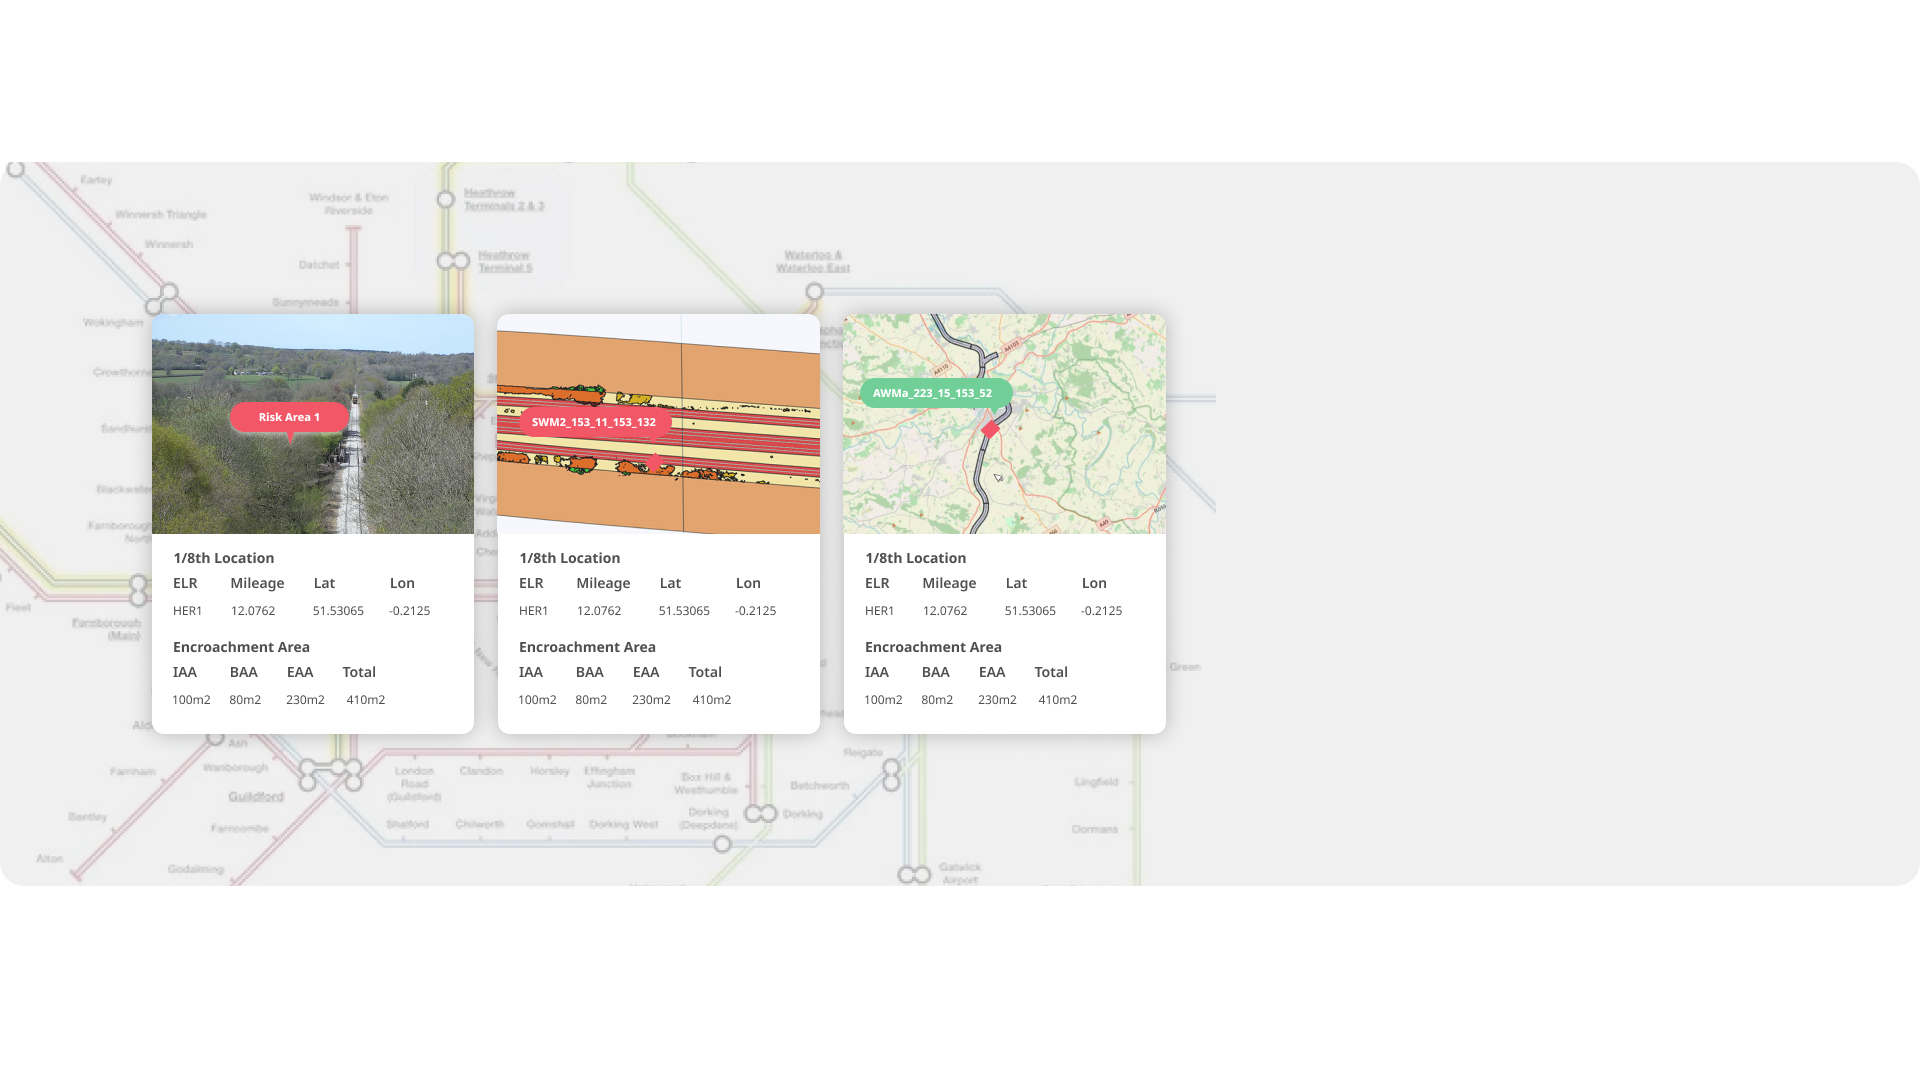 Earley
Winnersh Triangle
Winnersh
Wokingham
Windsor & Eton
Riverside
Datchet
Sunnymeads
Heathrow
Terminals 2 & 3
Heathrow
Terminal 5
Waterloo &
Waterloo East
Risk Area 1
1/8th Location
ELR Mileage Lat Lon
HER1 12.0762 51.53065 -0.2125
Encroachment Area
IAA BAA EAA Total
100m2 80m2 230m2 410m2
SWM2_153_11_153_132
1/8th Location
ELR Mileage Lat Lon
HER1 12.0762 51.53065 -0.2125
Encroachment Area
IAA BAA EAA Total
100m2 80m2 230m2 410m2
AWMa_223_15_153_52
A4103
A4110
A49
1/8th Location
ELR Mileage Lat Lon
HER1 12.0762 51.53065 -0.2125
Encroachment Area
IAA BAA EAA Total
100m2 80m2 230m2 410m2
Fleet
Farnborough
(Main)
Green
Ash
Farnham
Wanborough
Guildford
Bentley
Farncombe
Alton
Godalming
London
Road
(Guildford)
Clandon
Horsley
Effingham
Junction
Box Hill &
Westhumble
Shalford
Chilworth
Gomshall
Dorking West
Dorking
(Deepdene)
Dorking
Betchworth
Reigate
Gatwick
Airport
Lingfield
Dormans